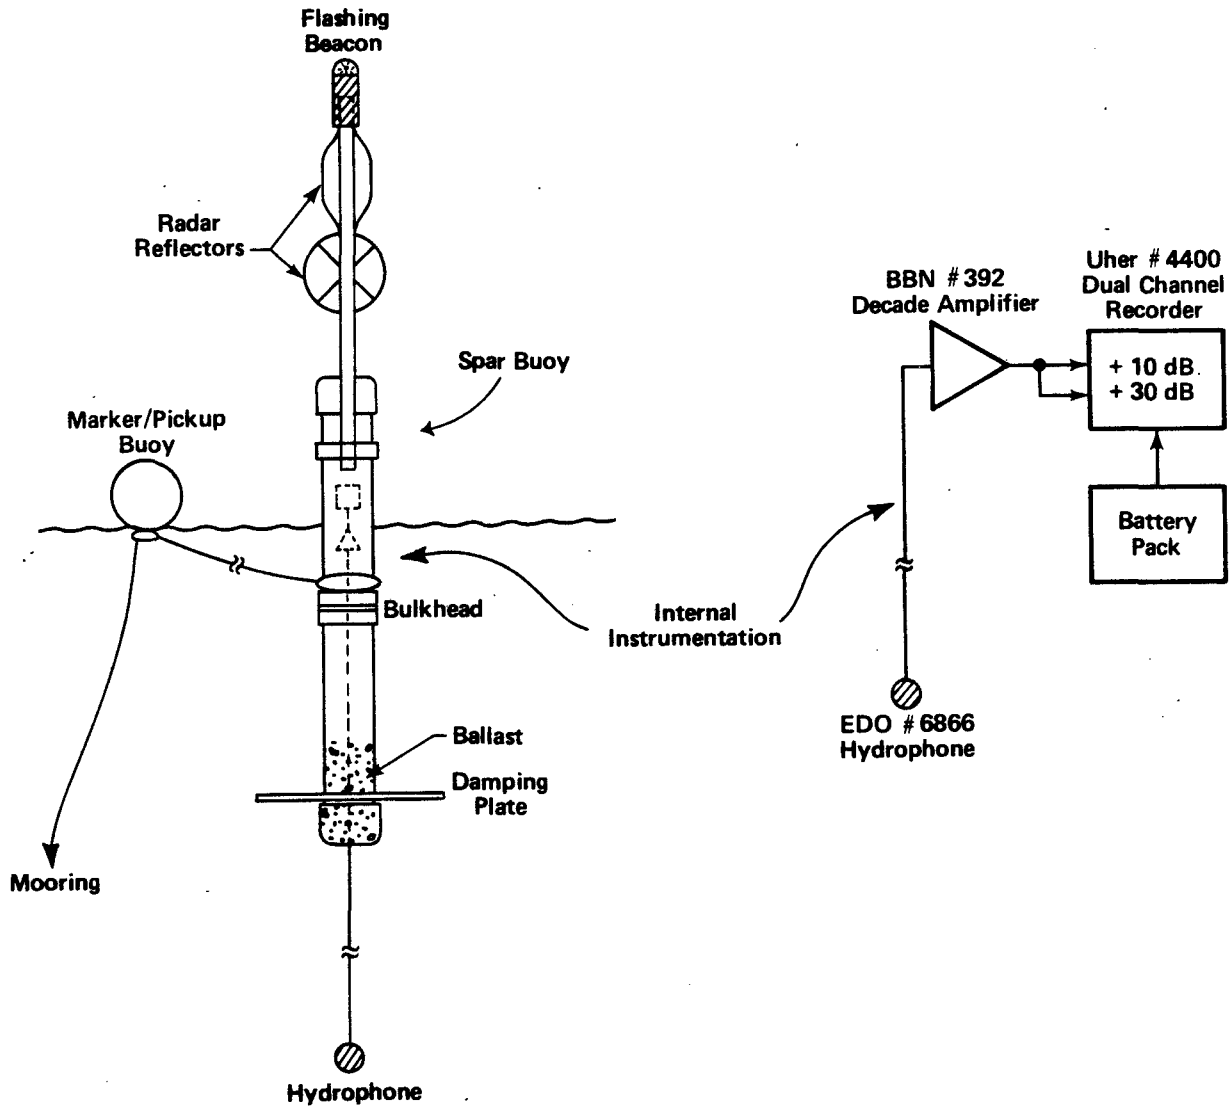 Flashing
Beacon
Radar
Reflectors
Spar Buoy
Marker/Pickup
Buoy
Bulkhead
Internal
Instrumentation
Ballast
Damping
Plate
Mooring
Hydrophone
BBN # 392
Decade Amplifier
Uher # 4400
Dual Channel
Recorder
+ 10 dB
+ 30 dB
Battery
Pack
EDO # 6866
Hydrophone